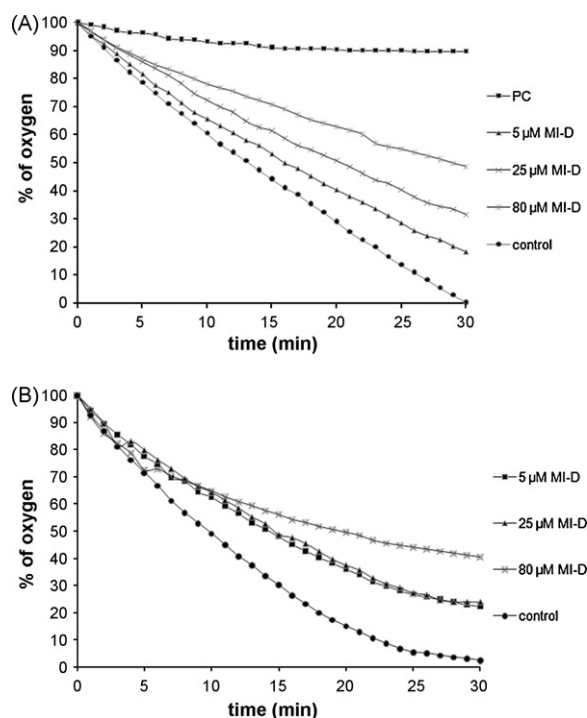 (A)
% of oxygen
100
90
80
70
60
50
40
30
20
10
0
0 5 10 15 20 25 30
time (min)
PC
5 µM MI-D
25 µM MI-D
80 µM MI-D
control
(B)
% of oxygen
100
90
80
70
60
50
40
30
20
10
0
0 5 10 15 20 25 30
time (min)
5 µM MI-D
25 µM MI-D
80 µM MI-D
control